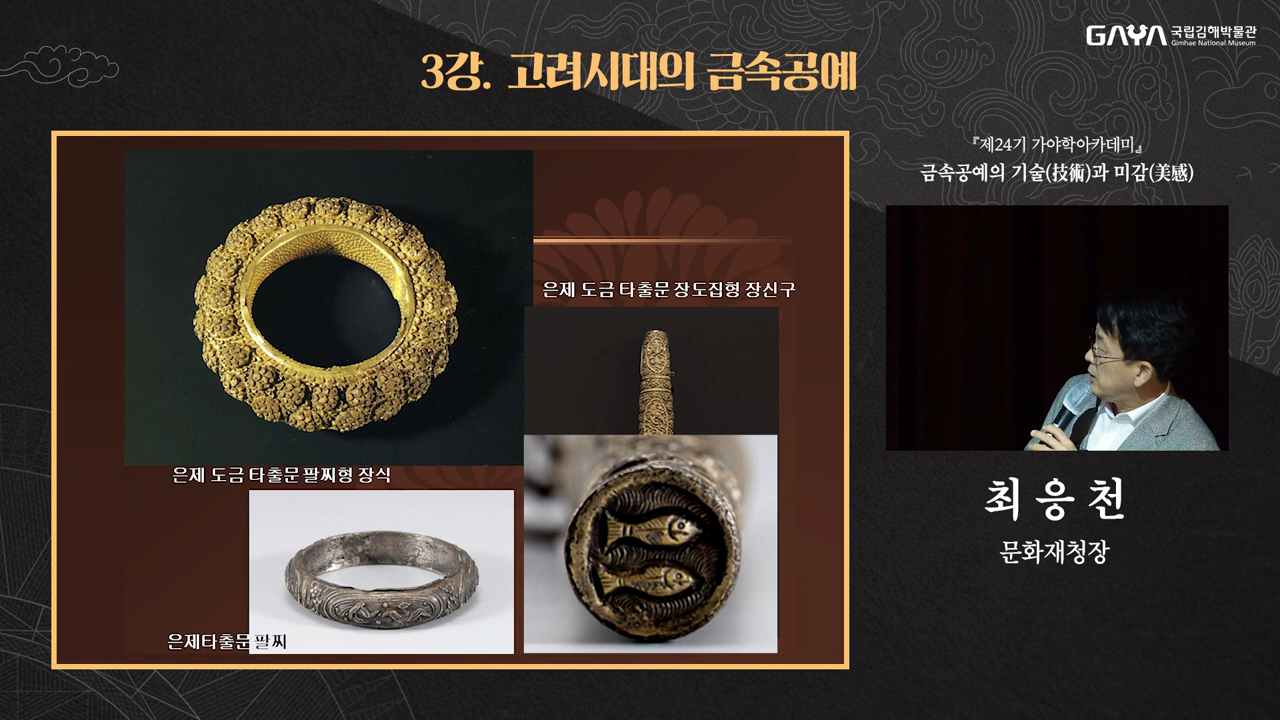 GAYA 국립김해박물관
Gimhae National Museum
3강. 고려시대의 금속공예
『제24기 가야학아카데미』
금속공예의 기술(技術)과 미감(美感)
은제 도금 타출문 장도집형 장신구
은제 도금 타출문 팔찌형 장식
은제타출문팔찌
최응천
문화재청장